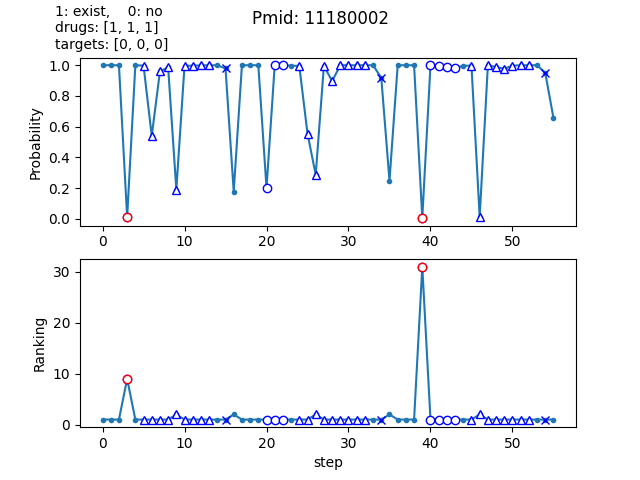 1: exist,    0: no
Pmid: 11180002
drugs: [1, 1, 1]
targets: [0, 0, 0]
Probability
1.0
0.8
0.6
0.4
0.2
0.0
0 10 20 30 40 50
Ranking
30
20
10
0
0 10 20 30 40 50
step